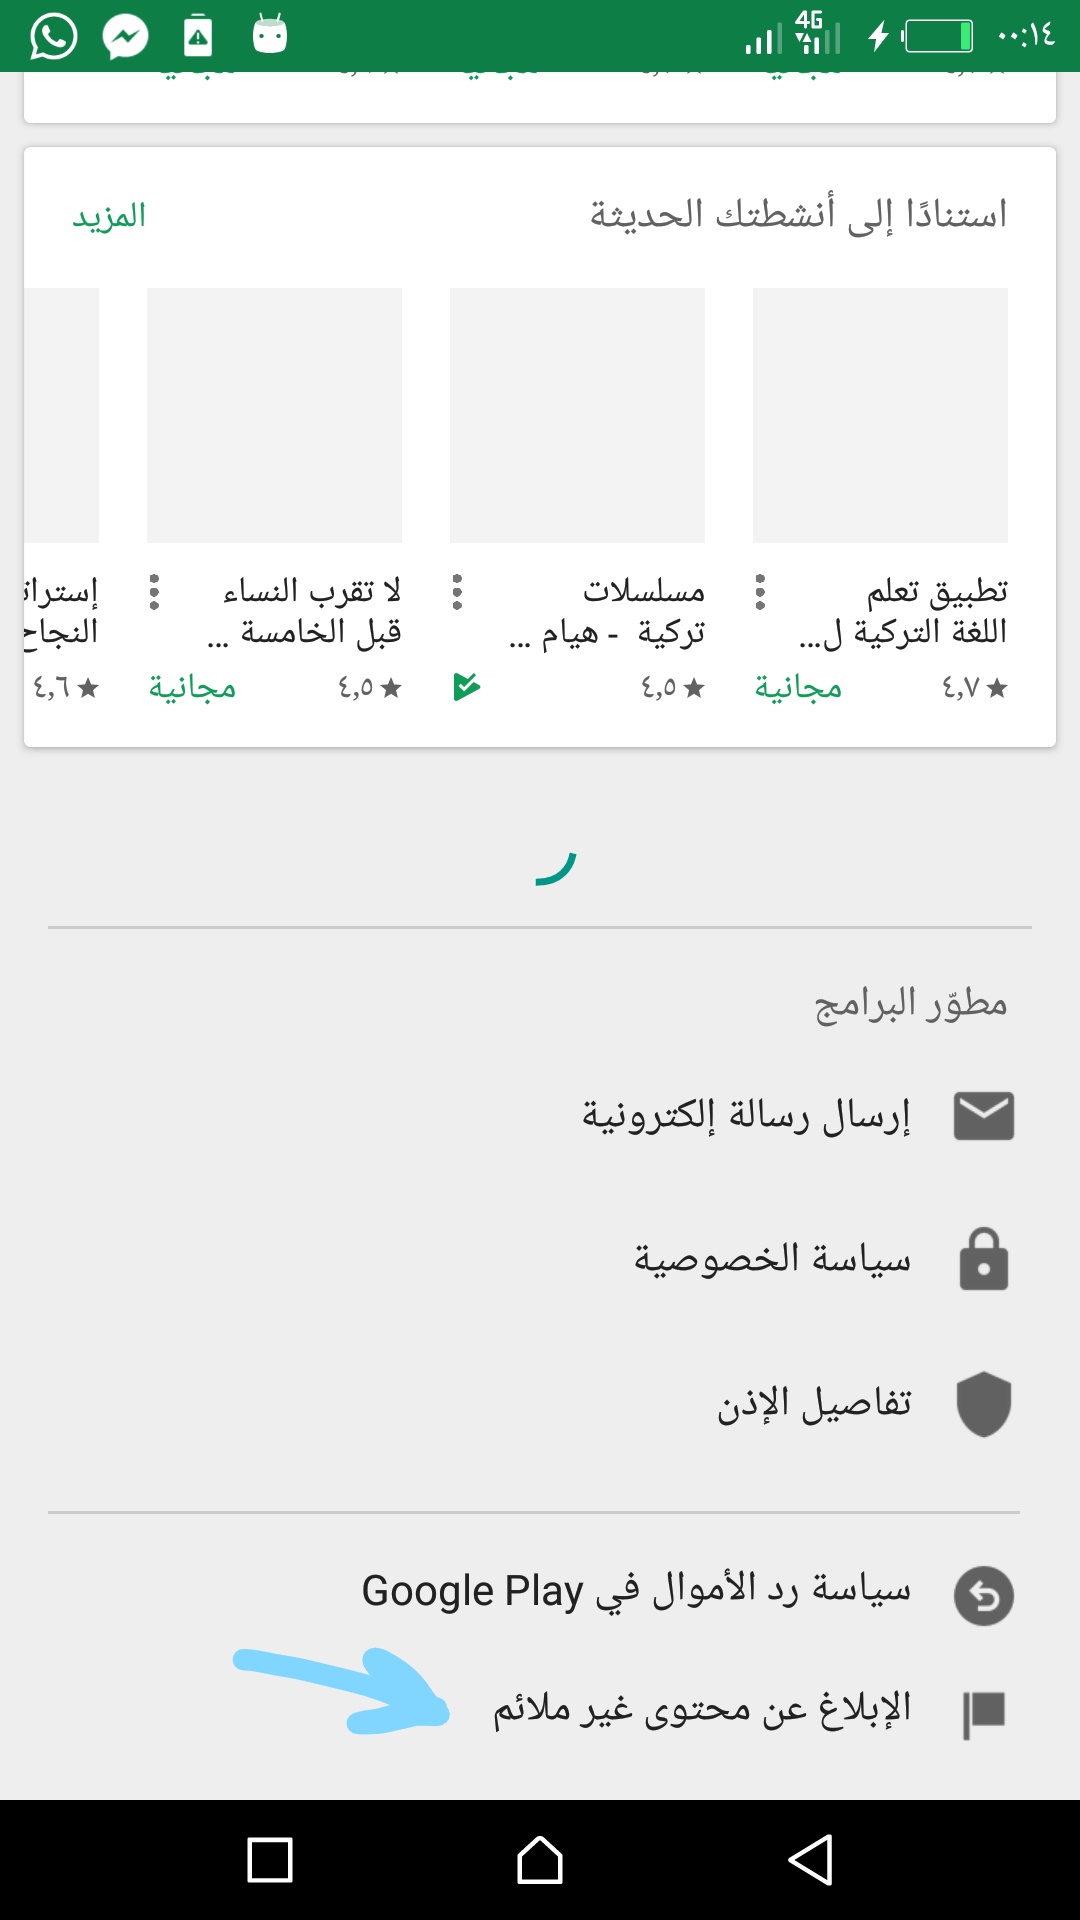 4G ٠٠:١٤
استنادًا إلى أنشطتك الحديثة
المزيد
تطبيق تعلم
اللغة التركية ل...
٤,٧ مجانية
مسلسلات
تركية - هيام ...
٤,٥
لا تقرب النساء
قبل الخامسة ...
٤,٥ مجانية
النجاح
٤,٦
مطوّر البرامج
إرسال رسالة إلكترونية
سياسة الخصوصية
تفاصيل الإذن
سياسة رد الأموال في Google Play
الإبلاغ عن محتوى غير ملائم